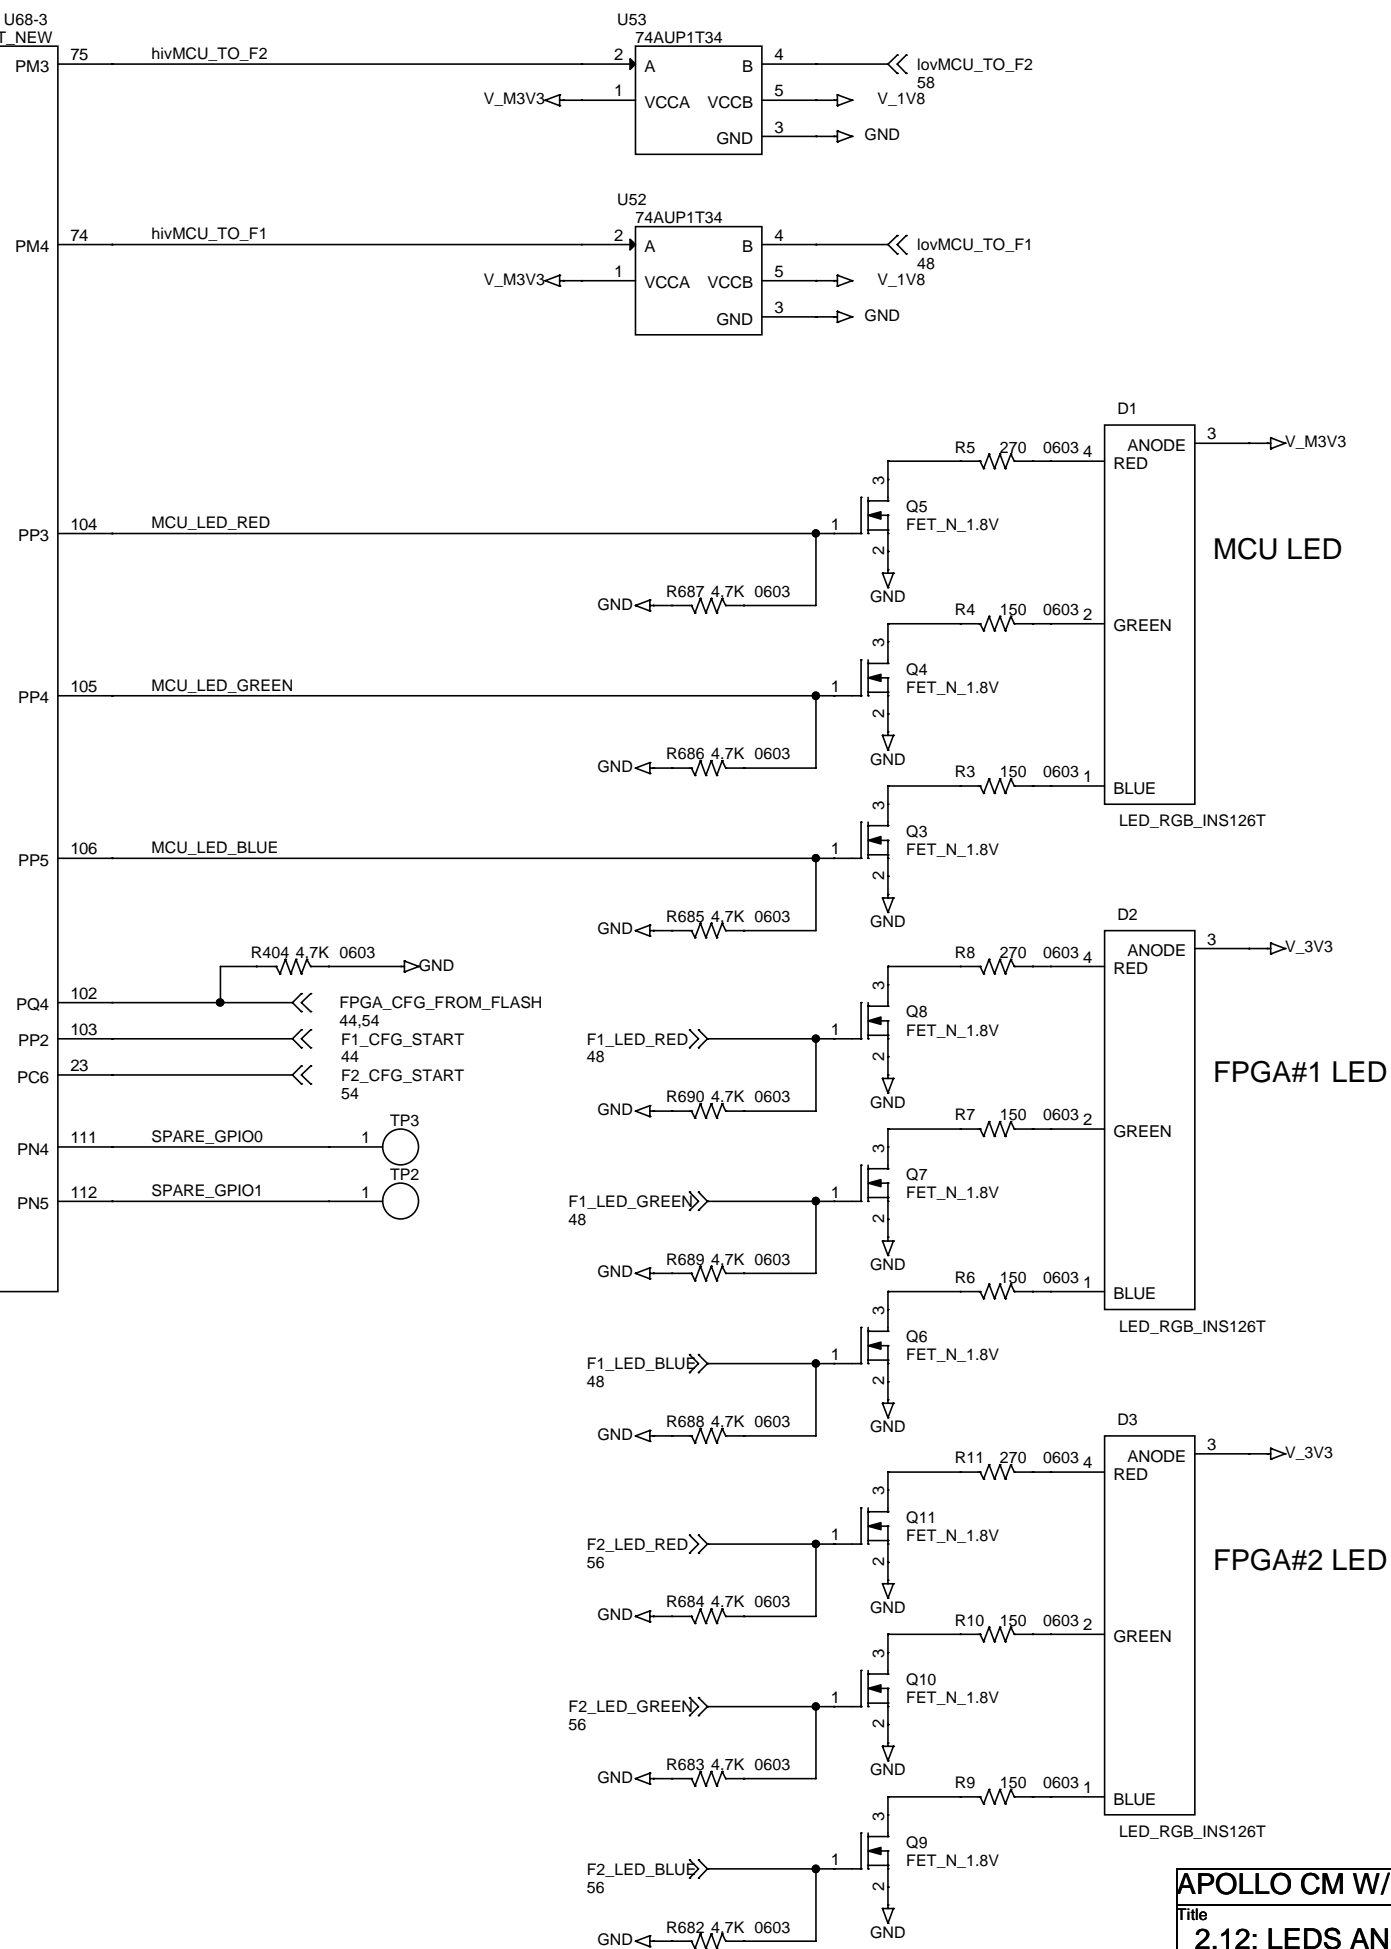 U68-3
T_NEW
PM3 75 hivMCU_TO_F2
U53
74AUP1T34
2 A B 4 lovMCU_TO_F2
58
V_M3V3 1 VCCA VCCB 5 V_1V8
GND 3 GND
U52
74AUP1T34
PM4 74 hivMCU_TO_F1 2 A B 4 lovMCU_TO_F1
48
V_M3V3 1 VCCA VCCB 5 V_1V8
GND 3 GND
D1
R5 270 0603 4 ANODE 3 V_M3V3
RED
3
Q5
FET_N_1.8V
PP3 104 MCU_LED_RED 1
2
GND
MCU LED
GND R687 4.7K 0603
R4 150 0603 2 GREEN
3
Q4
FET_N_1.8V
PP4 105 MCU_LED_GREEN 1
2
GND
GND R686 4.7K 0603
R3 150 0603 1 BLUE
LED_RGB_INS126T
3
Q3
FET_N_1.8V
PP5 106 MCU_LED_BLUE 1
2
GND
GND R685 4.7K 0603
R404 4.7K 0603 GND
PQ4 102 FPGA_CFG_FROM_FLASH
44,54
PP2 103 F1_CFG_START
44
PC6 23 F2_CFG_START
54
PN4 111 SPARE_GPIO0 1 TP3
PN5 112 SPARE_GPIO1 1 TP2
D2
R8 270 0603 4 ANODE 3 V_3V3
RED
3
Q8
FET_N_1.8V
F1_LED_RED 1
48
2
GND
FPGA#1 LED
GND R690 4.7K 0603
R7 150 0603 2 GREEN
3
Q7
FET_N_1.8V
F1_LED_GREEN 1
48
2
GND
GND R689 4.7K 0603
R6 150 0603 1 BLUE
LED_RGB_INS126T
3
Q6
FET_N_1.8V
F1_LED_BLUE 1
48
2
GND
GND R688 4.7K 0603
D3
R11 270 0603 4 ANODE 3 V_3V3
RED
3
Q11
FET_N_1.8V
F2_LED_RED 1
56
2
GND
FPGA#2 LED
GND R684 4.7K 0603
R10 150 0603 2 GREEN
3
Q10
FET_N_1.8V
F2_LED_GREEN 1
56
2
GND
GND R683 4.7K 0603
R9 150 0603 1 BLUE
LED_RGB_INS126T
3
Q9
FET_N_1.8V
F2_LED_BLUE 1
56
2
GND
GND R682 4.7K 0603
APOLLO CM W/
Title
2.12: LEDS AN